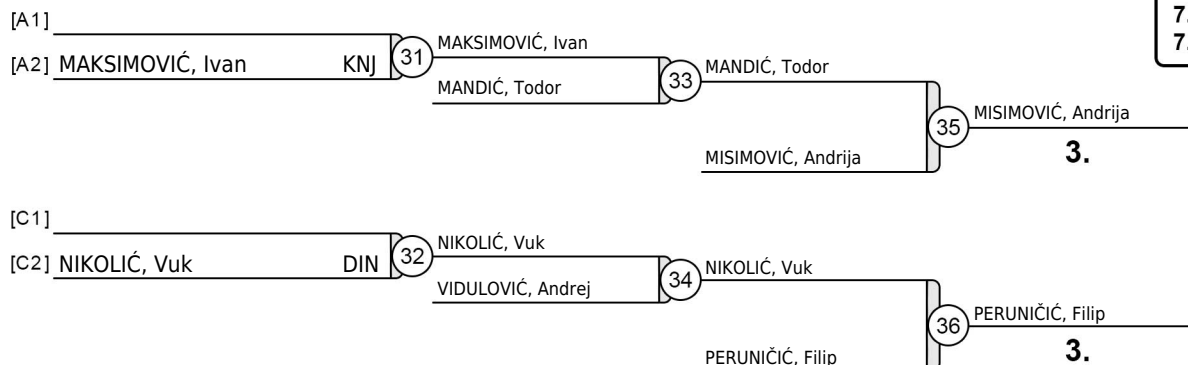 [A1]
[A2] MAKSIMOVIĆ, Ivan KNJ
31
MAKSIMOVIĆ, Ivan
MANDIĆ, Todor
33
MANDIĆ, Todor
MISIMOVIĆ, Andrija
35
MISIMOVIĆ, Andrija
3.
7.
7.
[C1]
[C2] NIKOLIĆ, Vuk DIN
32
NIKOLIĆ, Vuk
VIDULOVIĆ, Andrej
34
NIKOLIĆ, Vuk
PERUNIČIĆ, Filip
36
PERUNIČIĆ, Filip
3.